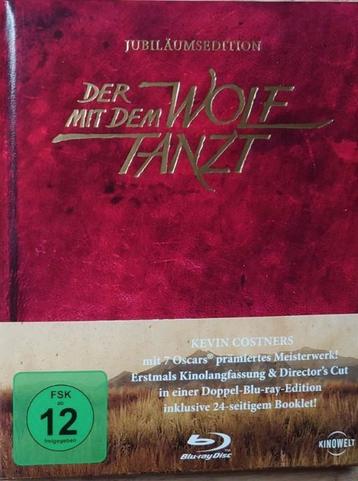 JUBILÄUMSEDITION
DER
MIT DEM WOLF
TANZT
KEVIN COSTNERS
mit 7 Oscars® prämiertes Meisterwerk!
Erstmals Kinolangfassung & Director's Cut
in einer Doppel-Blu-ray-Edition
inklusive 24-seitigem Booklet!
FSK
ab
12
freigegeben
Blu-ray Disc
KINOWELT